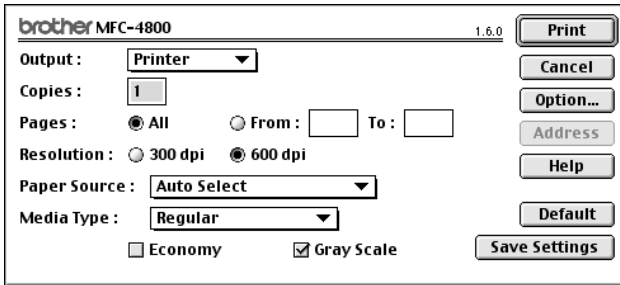 brother MFC-4800 1.6.0 Print
Output : Printer Cancel
Copies : 1 Option...
Pages : All From : To : Address
Resolution : 300 dpi 600 dpi Help
Paper Source : Auto Select
Media Type : Regular Default
Economy Gray Scale Save Settings